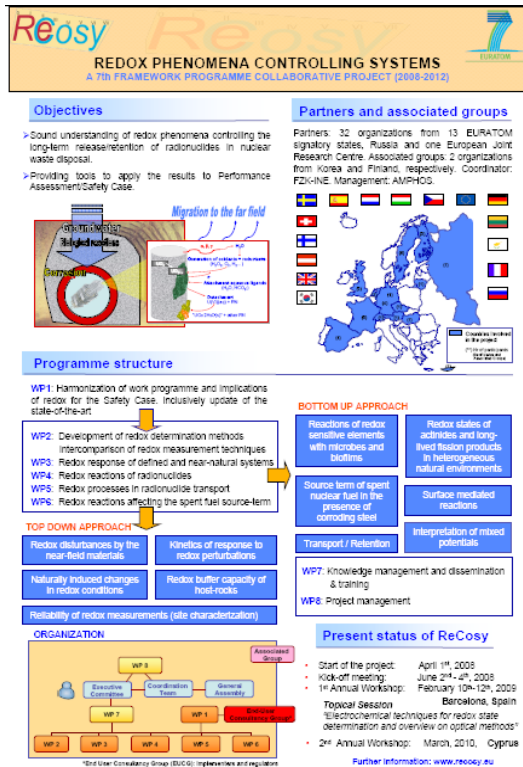 ReCosy
7
EURATOM
REDOX PHENOMENA CONTROLLING SYSTEMS
A 7th FRAMEWORK PROGRAMME COLLABORATIVE PROJECT (2008-2012)
Objectives
➢Sound understanding of redox phenomena controlling the
long-term release/retention of radionuclides in nuclear
waste disposal.
➢Providing tools to apply the results to Performance
Assessment/Safety Case.
Migration to the far field
Groundwater
Partners and associated groups
Partners: 32 organizations from 13 EURATOM
signatory states, Russia and one European Joint
Research Centre. Associated groups: 2 organizations
from Korea and Finland, respectively. Coordinator:
FZK-INE. Management: AMPHOS.
Countries involved
in the project
Programme structure
WP1: Harmonization of work programme and implications
of redox for the Safety Case. Inclusively update of the
state-of-the-art
WP2: Development of redox determination methods
Intercomparison of redox measurement techniques
WP3: Redox response of defined and near-natural systems
WP4: Redox reactions of radionuclides
WP5: Redox processes in radionuclide transport
WP6: Redox reactions affecting the spent fuel source-term
TOP DOWN APPROACH
Redox disturbances by the
near-field materials
Kinetics of response to
redox perturbations
Naturally induced changes
in redox conditions
Redox buffer capacity of
host-rocks
Reliability of redox measurements (site characterization)
BOTTOM UP APPROACH
Reactions of redox
sensitive elements
with microbes and
biofilms
Redox states of
actinides and long-
lived fission products
in heterogeneous
natural environments
Source term of
spent nuclear fuel in the
presence of
corroding steel
Surface mediated
reactions
Transport / Retention
Interpretation of mixed
potentials
WP7: Knowledge management and dissemination
& training
WP8: Project management
ORGANIZATION
Associated
Group
WP 8
Executive
Committee
Coordination
Team
General
Assembly
WP 7
WP 1
End User
Consultancy Group*
WP 2
WP 3
WP 4
WP 5
WP 6
*End User Consultancy Group (EUCG): Implementers and regulators
Present status of ReCosy
• Start of the project: April 1st, 2008
• Kick-off meeting: June 2nd - 4th, 2008
• 1st Annual Workshop: February 10th-12th, 2009
Barcelona, Spain
Topical Session
"Electrochemical techniques for redox state
determination and overview on optical methods"
• 2nd Annual Workshop: March, 2010, Cyprus
Further information: www.recosy.eu